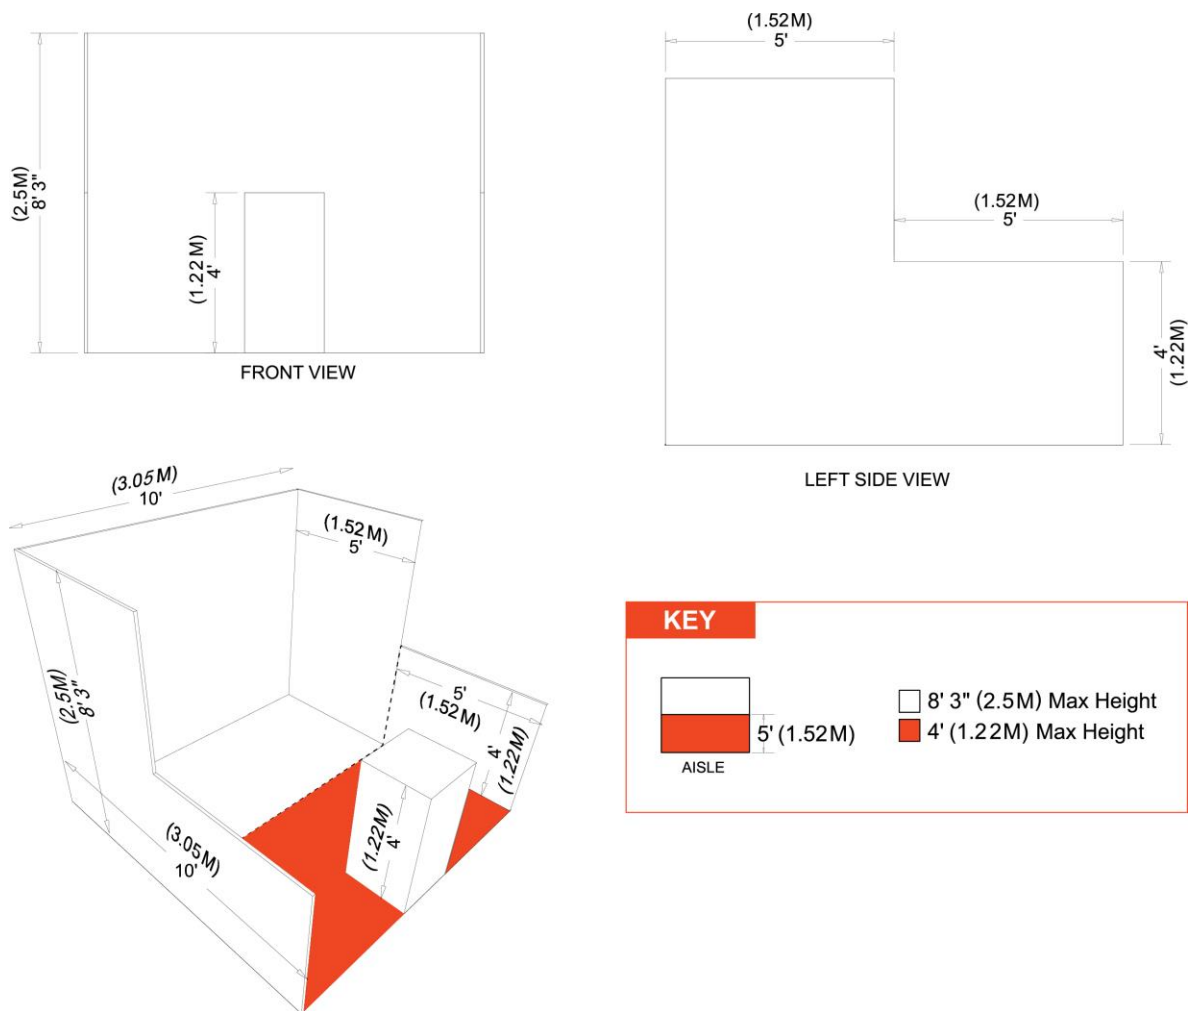 (2.5M)
8' 3"
(1.22M)
4'
FRONT VIEW
(1.52M)
5'
(1.52M)
5'
4'
(1.22M)
LEFT SIDE VIEW
(3.05M)
10'
(1.52M)
5'
(2.5M)
8' 3"
5'
(1.52M)
4'
(1.22M)
(1.22M)
4'
(3.05M)
10'
KEY
5' (1.52M)
AISLE
8' 3" (2.5M) Max Height
4' (1.22M) Max Height